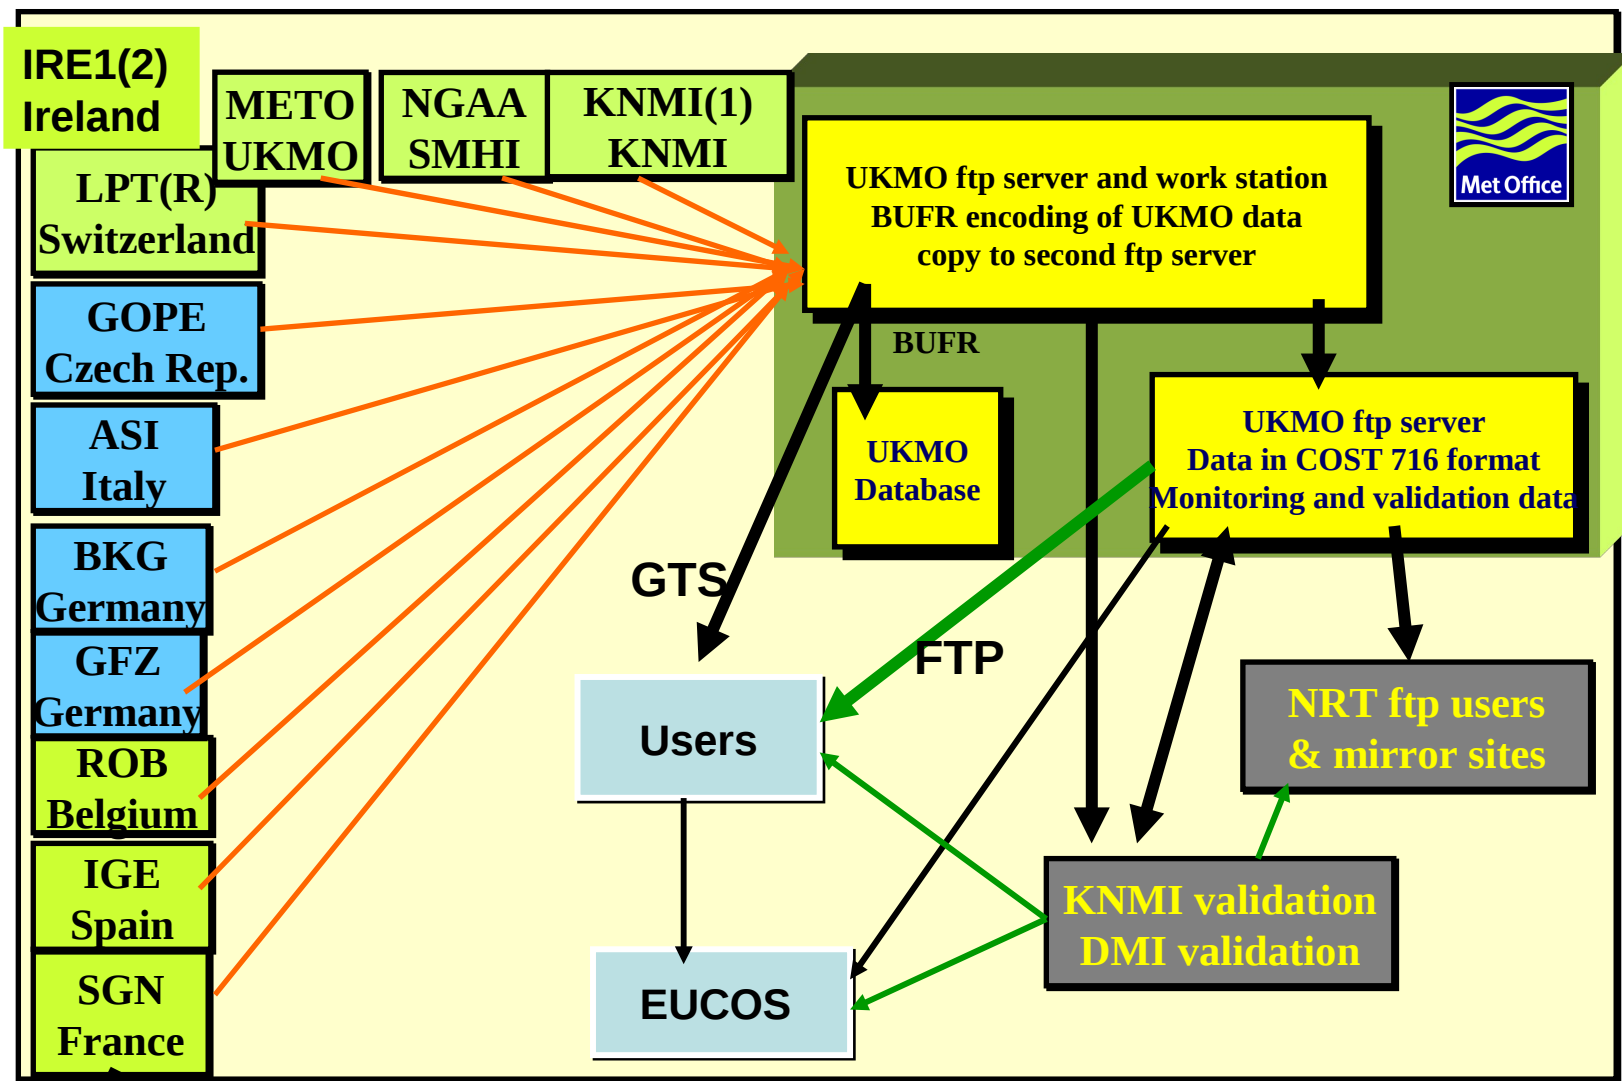 IRE1(2)
Ireland
METO
UKMO
NGAA
SMHI
KNMI(1)
KNMI
LPT(R)
Switzerland
GOPE
Czech Rep.
ASI
Italy
BKG
Germany
GFZ
Germany
ROB
Belgium
IGE
Spain
SGN
France
UKMO ftp server and work station
BUFR encoding of UKMO data
copy to second ftp server
Met Office
BUFR
UKMO
Database
UKMO ftp server
Data in COST 716 format
Monitoring and validation data
GTS
FTP
Users
NRT ftp users
& mirror sites
KNMI validation
DMI validation
EUCOS